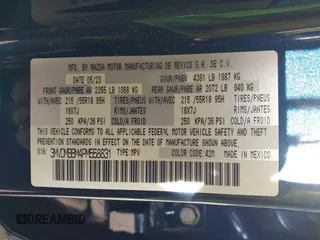 MFD. BY MAZDA MOTOR MANUFACTURING DE MEXICO S.A. DE C.V.
DATE 05/23 GVWR/PNBV 4381 LB 1987 KG
FRONT GAWR/PNBE AV 2355 LB 1068 KG REAR GAWR/PNBE AR 2072 LB 940 KG
WITH/AVEC 215/55R18 95H TIRES/PNEUS WITH/AVEC 215/55R18 95H TIRES/PNEUS
18X7J RIMS/JANTES 18X7J RIMS/JANTES
250 KPA/36 PSI COLD/A FROID 250 KPA/36 PSI COLD/A FROID
THIS VEHICLE CONFORMS TO ALL APPLICABLE FEDERAL MOTOR VEHICLE
SAFETY, BUMPER, AND THEFT PREVENTION STANDARDS IN
EFFECT ON THE DATE OF MANUFACTURE SHOWN ABOVE.
TYPE: MPV
COLOR: 42M
MADE IN MEXICO
DREAMBID